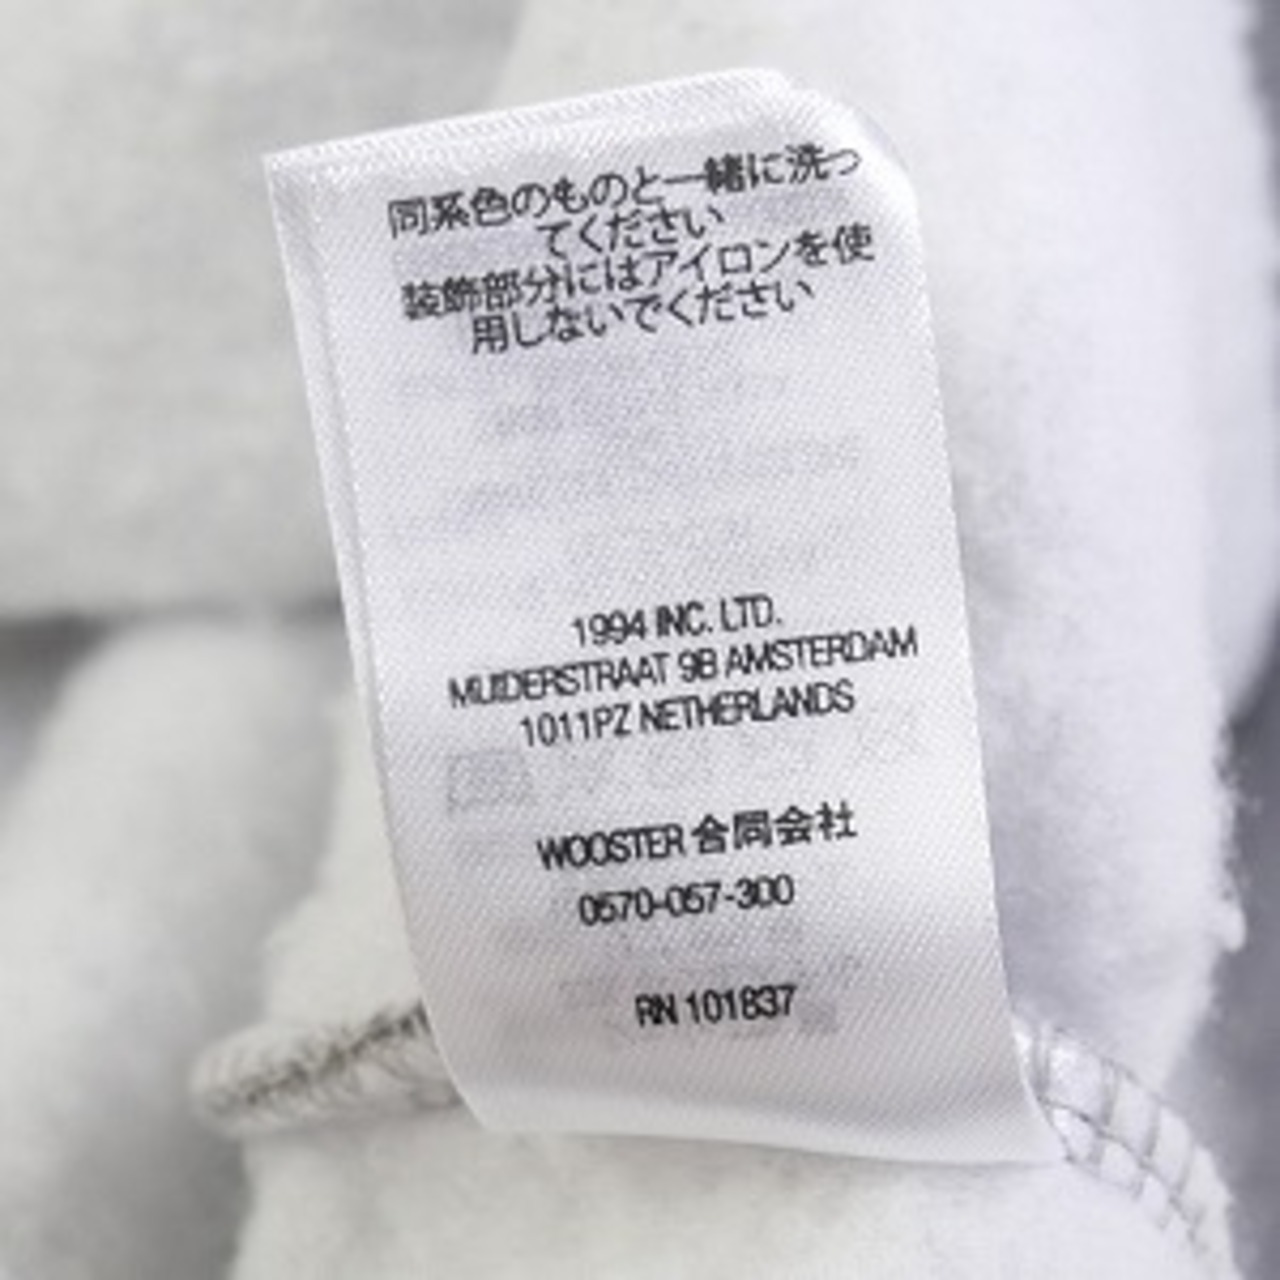 同系色のものと一緒に洗っ
てください
装飾部分にはアイロンを使
用しないでください
1994 INC. LTD.
MUIDERSTRAAT 9B AMSTERDAM
1011PZ NETHERLANDS
WOOSTER 合同会社
0570-057-300
RN 101837